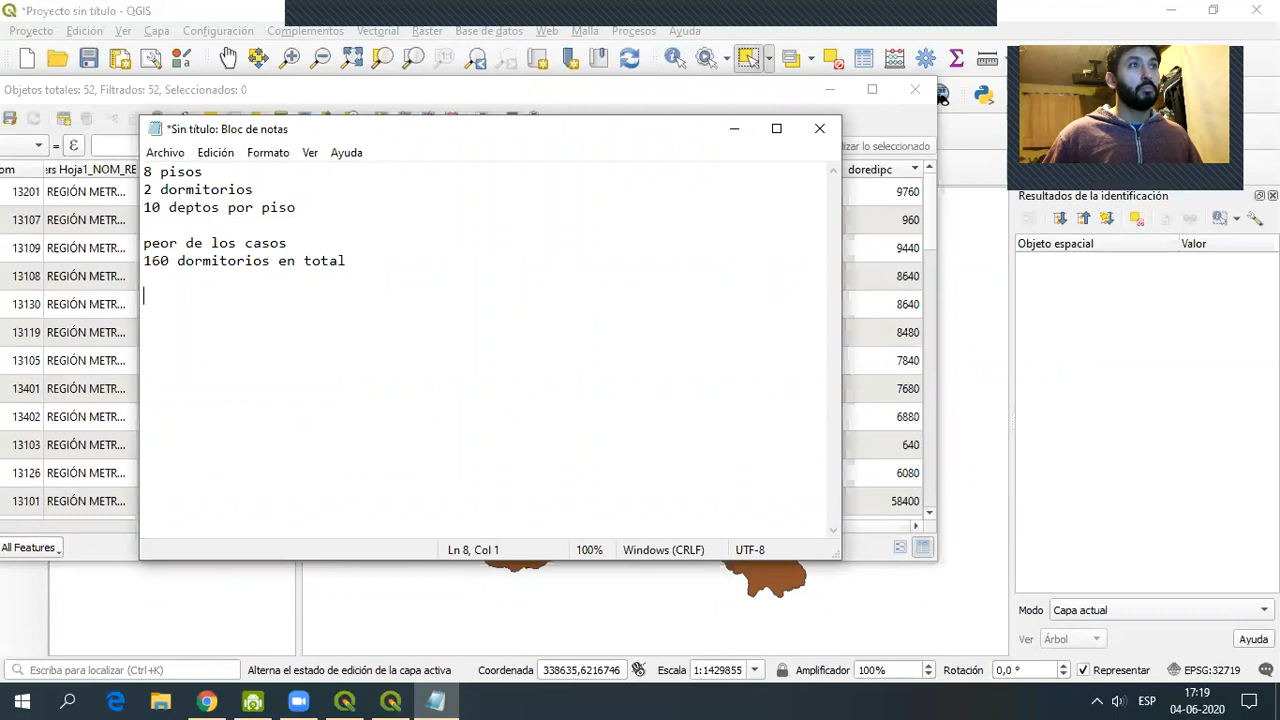 *Proyecto sin título - QGIS
Proyecto Edición Ver Capa Configuración Complementos Vectorial Ráster Base de datos Web Malla Procesos Ayuda
Objetos totales: 52, Filtrados: 52, Seleccionados: 0
*Sin título: Bloc de notas
Archivo Edición Formato Ver Ayuda
8 pisos
2 dormitorios
10 deptos por piso
peor de los casos
160 dormitorios en total
Ln 8, Col 1 100% Windows (CRLF) UTF-8
= ε
lizar lo seleccionado
om ers Hoja1_NOM_RE doredipc
13201 REGIÓN METR... 9760
13107 REGIÓN METR... 960
13109 REGIÓN METR... 9440
13108 REGIÓN METR... 8640
13130 REGIÓN METR... 8640
13119 REGIÓN METR... 8480
13105 REGIÓN METR... 7840
13401 REGIÓN METR... 7680
13402 REGIÓN METR... 6880
13103 REGIÓN METR... 640
13126 REGIÓN METR... 6080
13101 REGIÓN METR... 58400
All Features
Resultados de la identificación
Objeto espacial Valor
Modo Capa actual
Ver Árbol Ayuda
Escriba para localizar (Ctrl+K) Alterna el estado de edición de la capa activa Coordenada 338635,6216746 Escala 1:1429855 Amplificador 100% Rotación 0,0 ° Representar EPSG:32719
ESP 17:19
04-06-2020